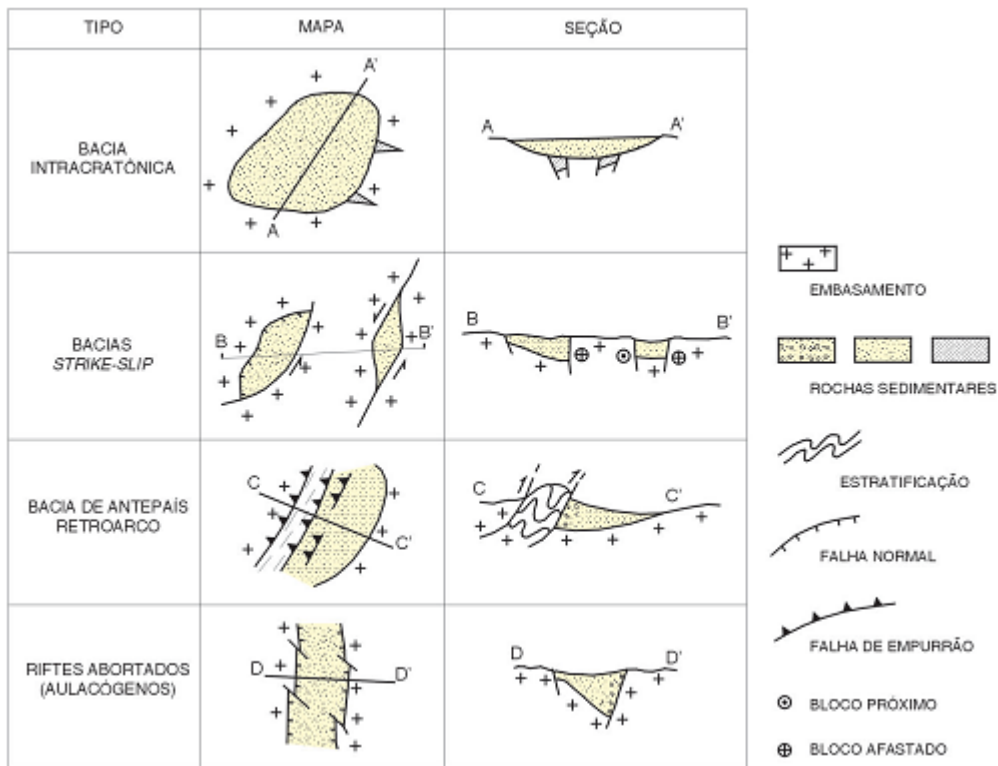 TIPO
MAPA
SEÇÃO
BACIA
INTRACRATÔNICA
A'
A
A
A'
BACIAS
STRIKE-SLIP
B
B'
B
B'
BACIA DE ANTEPAÍS
RETROARCO
C
C'
C
C'
RIFTES ABORTADOS
(AULACÓGENOS)
D
D'
D
D'
EMBASAMENTO
ROCHAS SEDIMENTARES
ESTRATIFICAÇÃO
FALHA NORMAL
FALHA DE EMPURRÃO
BLOCO PRÓXIMO
BLOCO AFASTADO